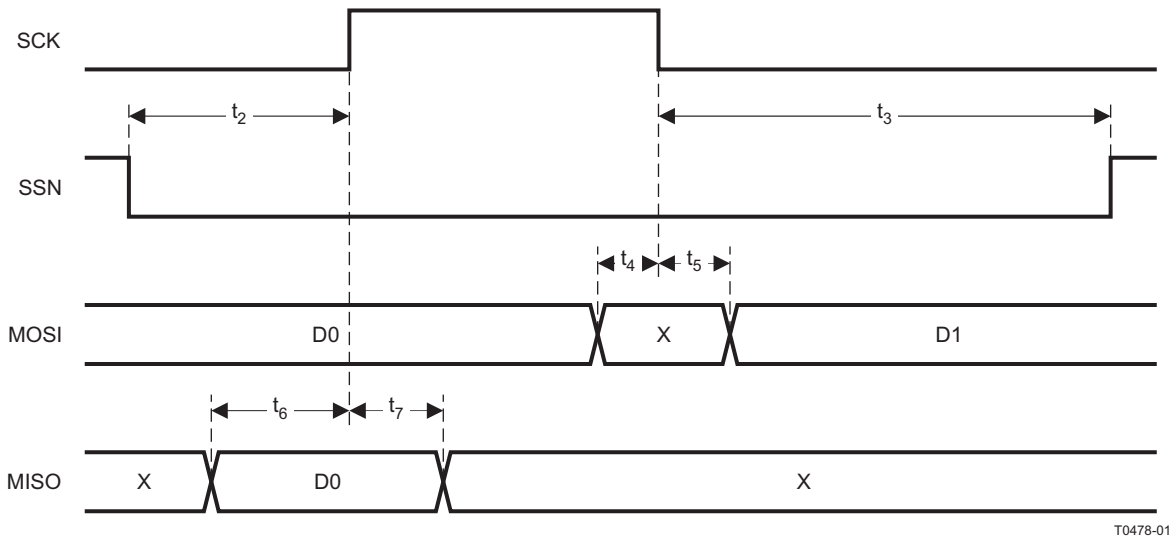 SCK
t2
t3
SSN
t4 t5
MOSI D0 X D1
t6 t7
MISO X D0 X
T0478-01